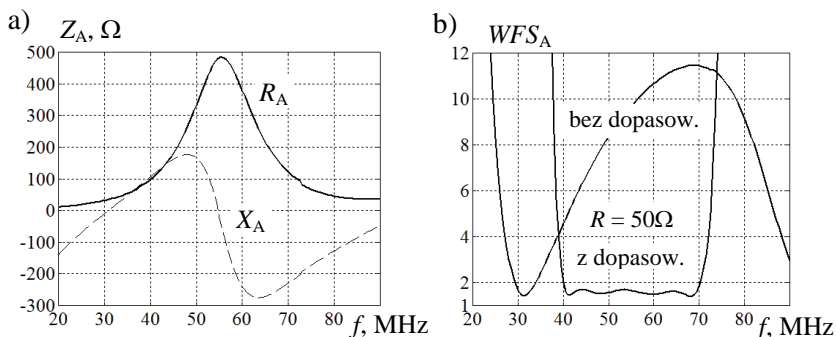 a)
Z_A, Ω
500
400
300
200
100
0
-100
-200
-300
R_A
X_A
20 30 40 50 60 70
f, MHz
b)
WFS_A
12
10
8
6
4
2
1
bez dopasow.
R = 50Ω
z dopasow.
20 30 40 50 60 70 80
f, MHz